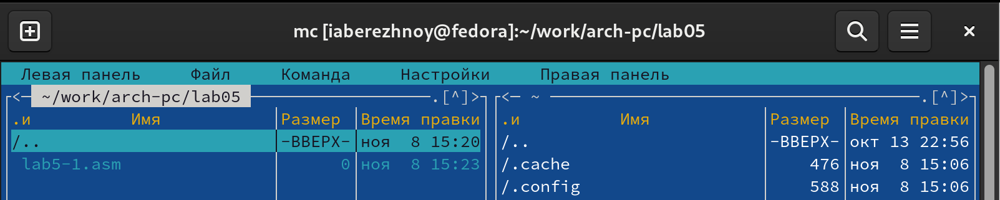 mc [iaberezhnoy@fedora]:~/work/arch-pc/lab05
Левая панель Файл Команда Настройки Правая панель
<─ ~/work/arch-pc/lab05 .[^]> <─ ~ .[^]>
.и Имя Размер Время правки .и Имя Размер Время правки
/.. -ВВЕРХ- ноя 8 15:20 /.. -ВВЕРХ- окт 13 22:56
lab5-1.asm 0 ноя 8 15:23 /.cache 476 ноя 8 15:06
/.config 588 ноя 8 15:06